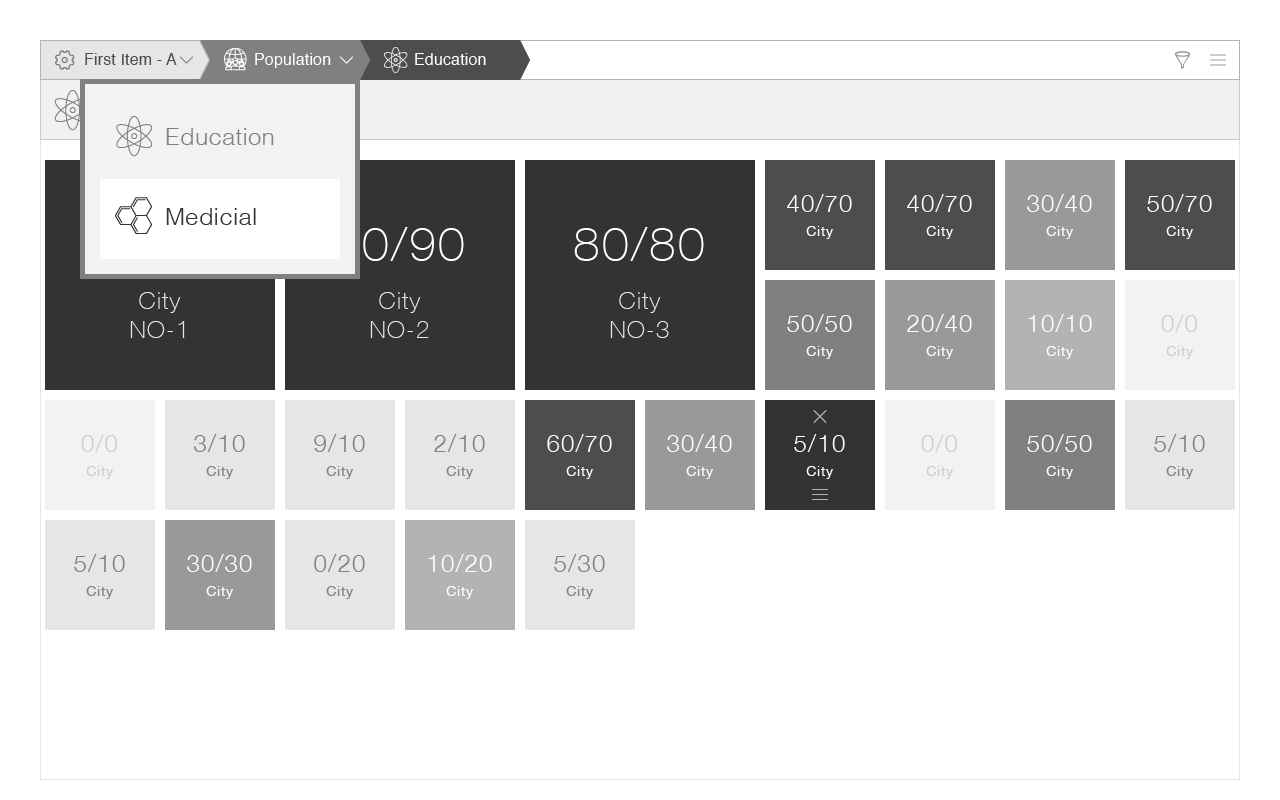 First Item - A
Population
Education
Education
Medicial
City
NO-1
0/90
City
NO-2
80/80
City
NO-3
40/70
City
40/70
City
30/40
City
50/70
City
50/50
City
20/40
City
10/10
City
0/0
City
0/0
City
3/10
City
9/10
City
2/10
City
60/70
City
30/40
City
5/10
City
0/0
City
50/50
City
5/10
City
5/10
City
30/30
City
0/20
City
10/20
City
5/30
City